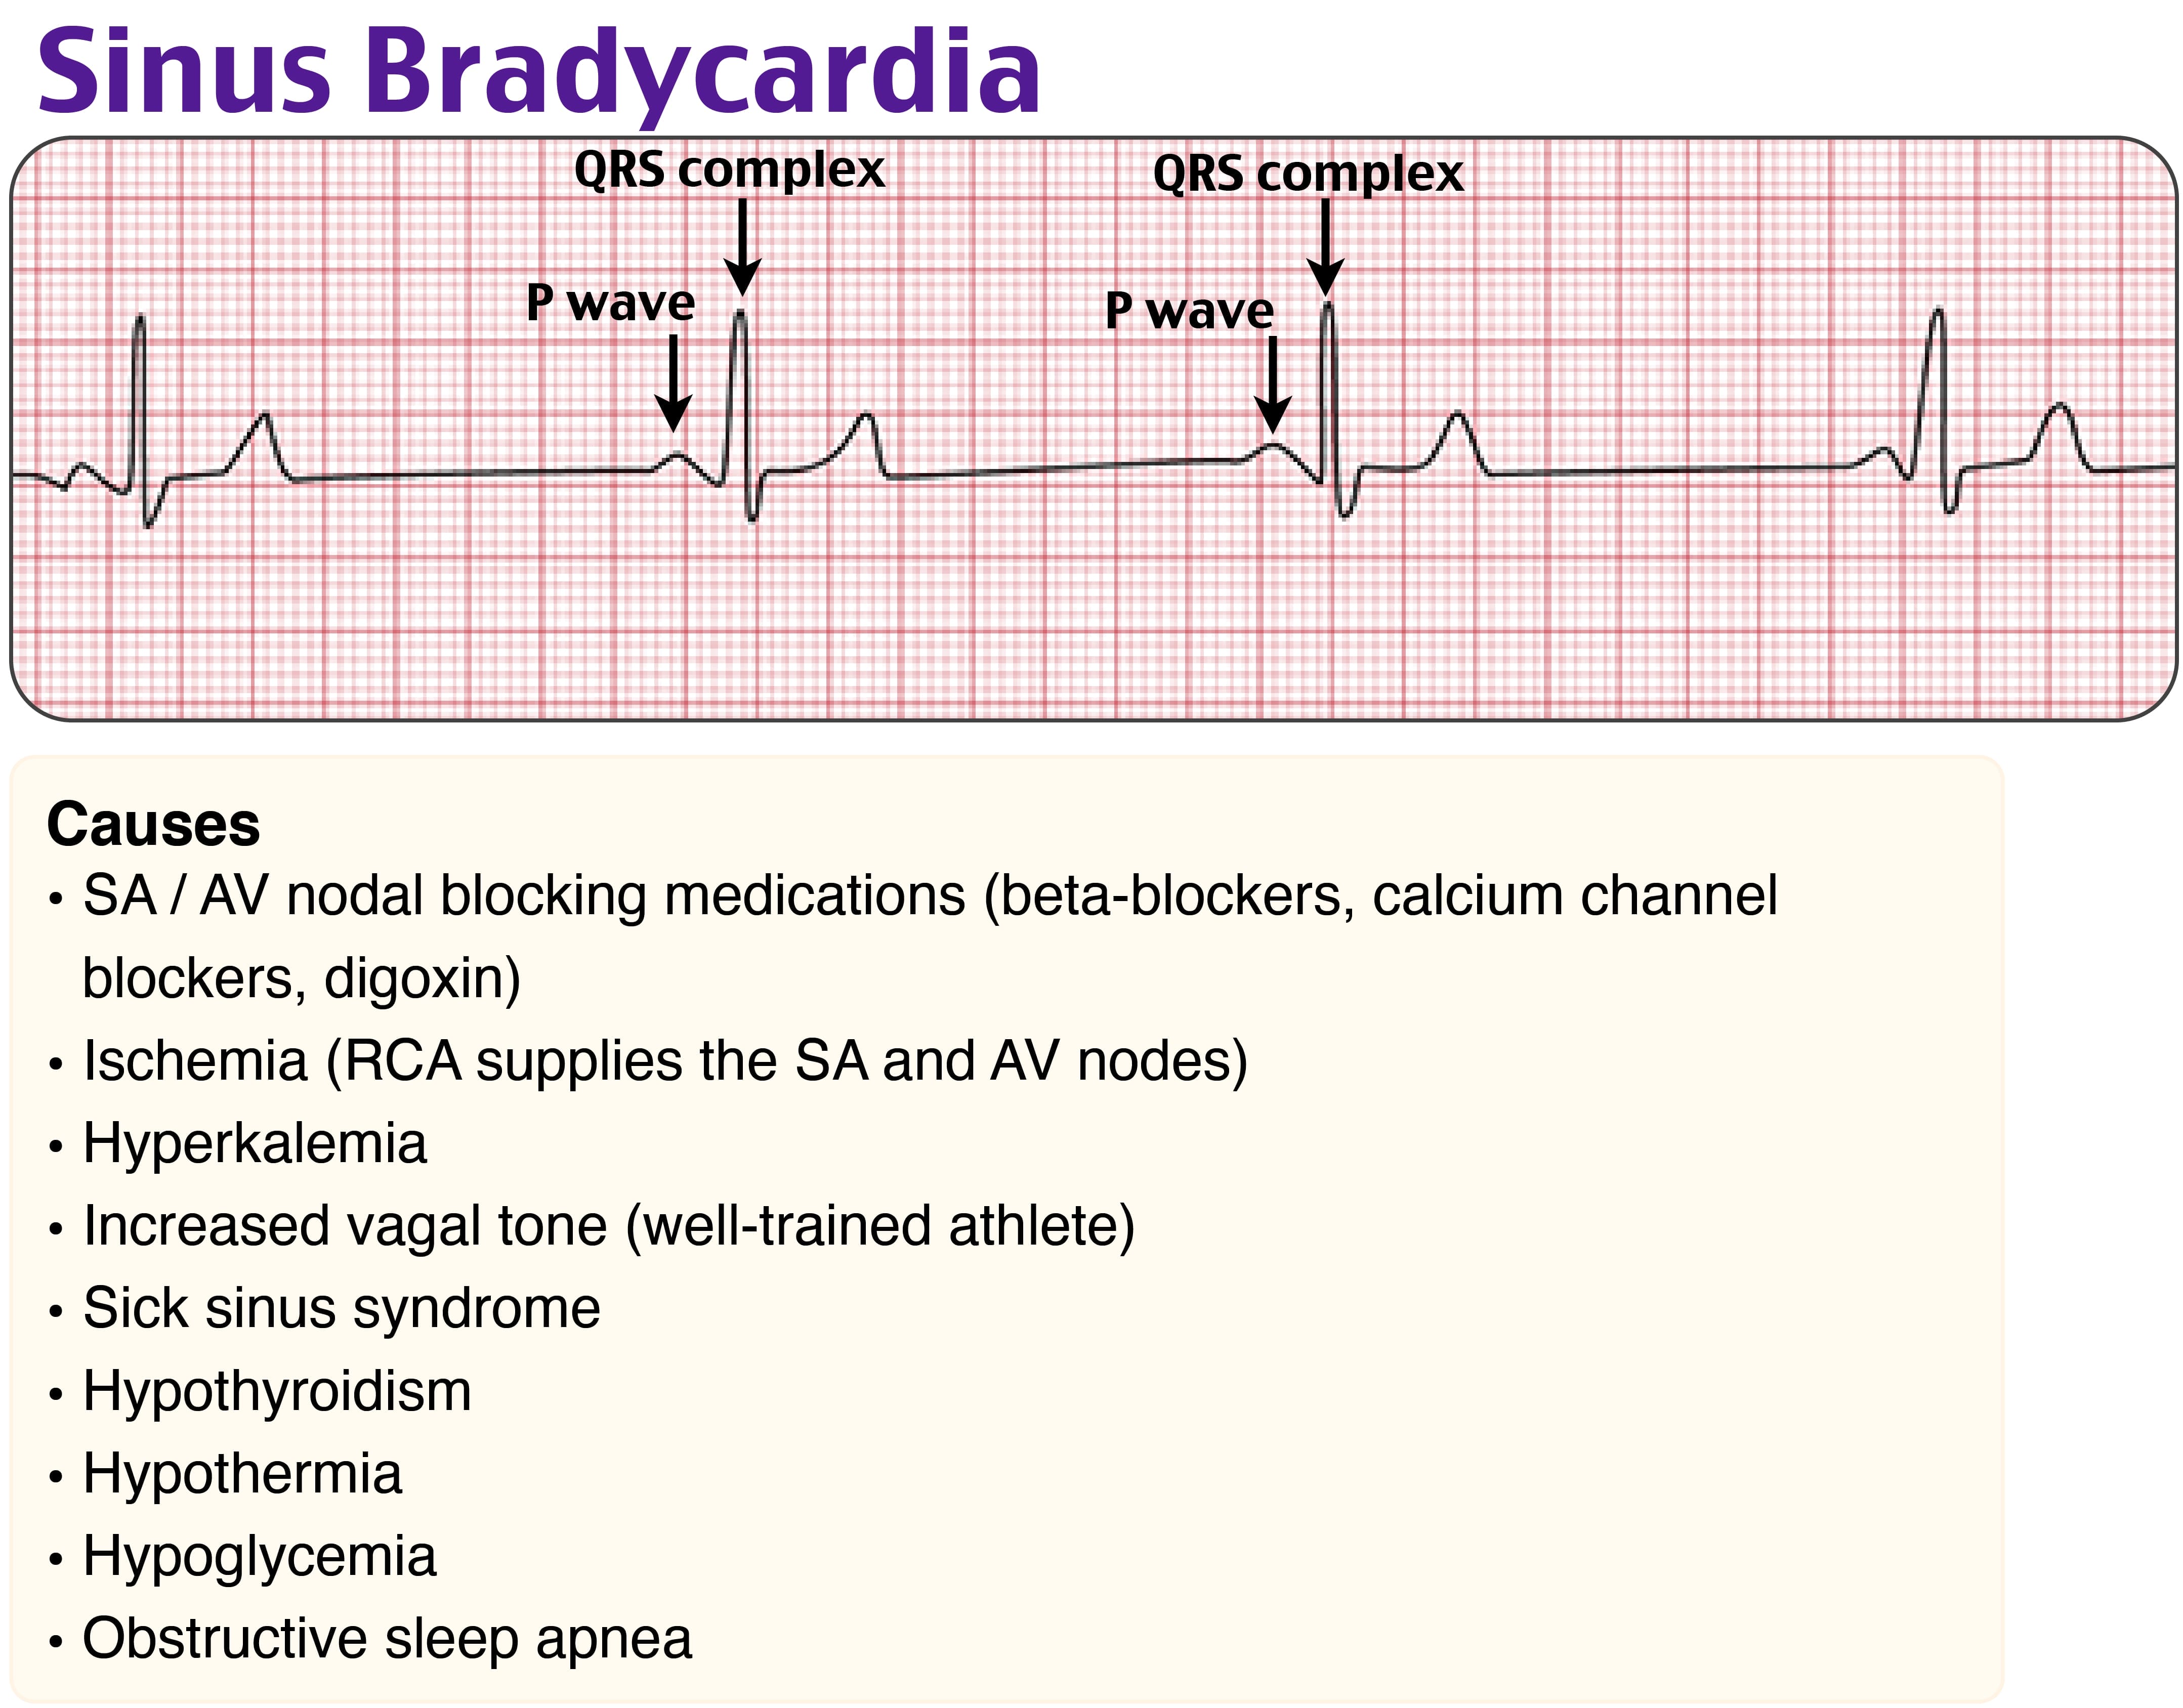 Sinus Bradycardia
QRS complex
QRS complex
P wave
P wave
Causes
• SA / AV nodal blocking medications (beta-blockers, calcium channel
blockers, digoxin)
• Ischemia (RCA supplies the SA and AV nodes)
• Hyperkalemia
• Increased vagal tone (well-trained athlete)
• Sick sinus syndrome
• Hypothyroidism
• Hypothermia
• Hypoglycemia
• Obstructive sleep apnea